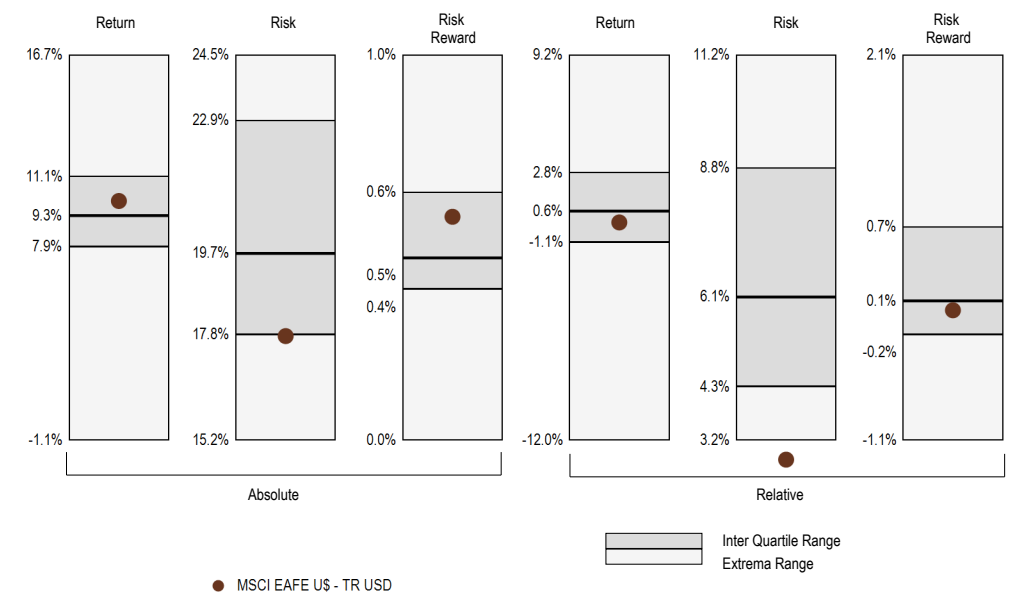 Return
Risk
Risk
Reward
Return
Risk
Risk
Reward
16.7%
11.1%
9.3%
7.9%
-1.1%
24.5%
22.9%
19.7%
17.8%
15.2%
1.0%
0.6%
0.5%
0.4%
0.0%
9.2%
2.8%
0.6%
-1.1%
-12.0%
11.2%
8.8%
6.1%
4.3%
3.2%
2.1%
0.7%
0.1%
-0.2%
-1.1%
Absolute
Relative
Inter Quartile Range
Extrema Range
MSCI EAFE U$ - TR USD